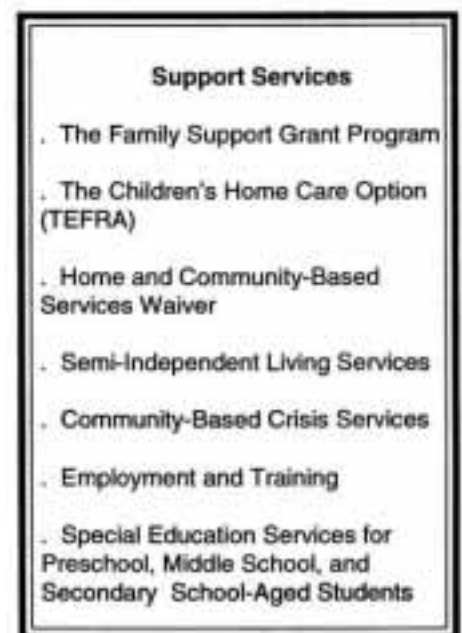 Support Services
. The Family Support Grant Program
. The Children's Home Care Option
(TEFRA)
. Home and Community-Based
Services Waiver
. Semi-Independent Living Services
. Community-Based Crisis Services
. Employment and Training
. Special Education Services for
Preschool, Middle School, and
Secondary School-Aged Students